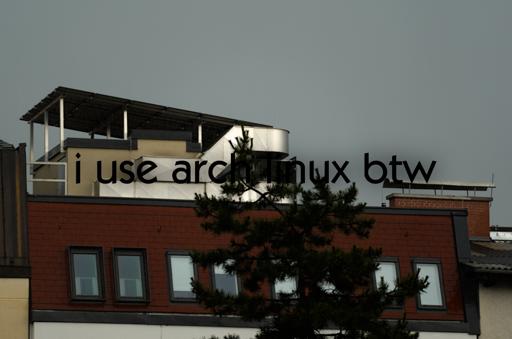 i use arch linux btw